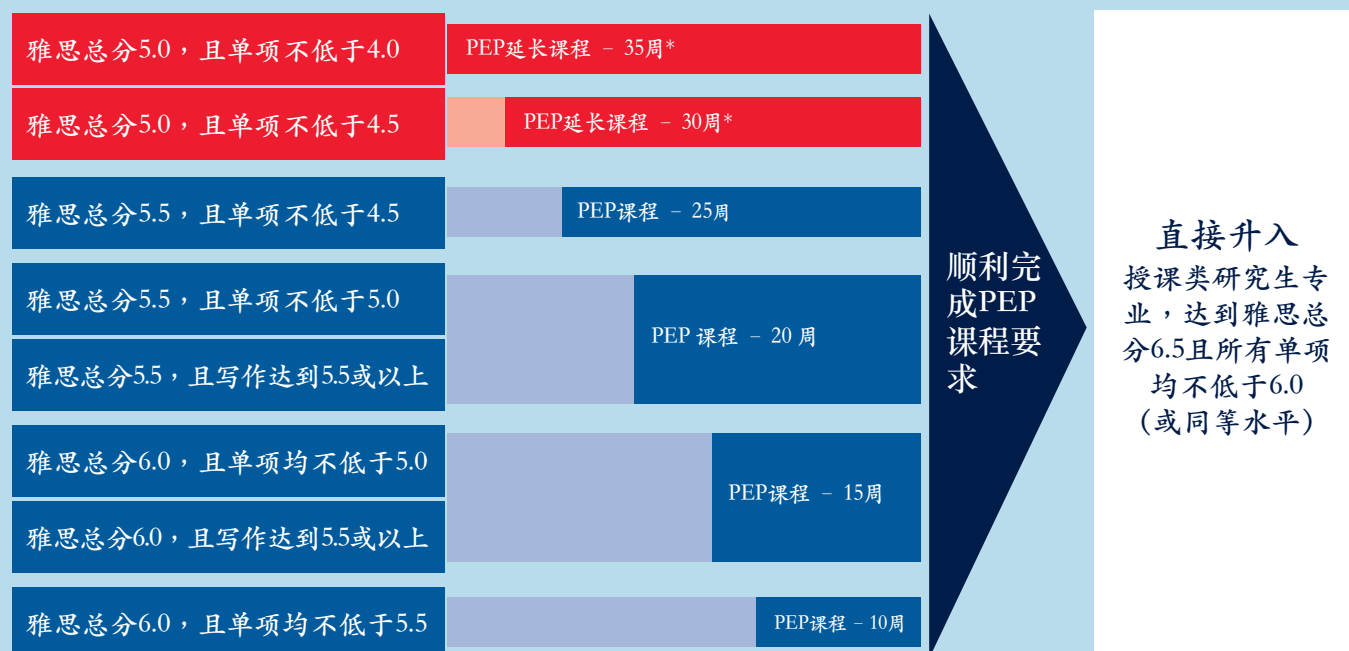 雅思总分5.0，且单项不低于4.0
PEP延长课程 – 35周*
雅思总分5.0，且单项不低于4.5
PEP延长课程 – 30周*
雅思总分5.5，且单项不低于4.5
PEP课程 – 25周
雅思总分5.5，且单项不低于5.0
雅思总分5.5，且写作达到5.5或以上
PEP 课程 – 20 周
雅思总分6.0，且单项均不低于5.0
雅思总分6.0，且写作达到5.5或以上
PEP课程 – 15周
雅思总分6.0，且单项均不低于5.5
PEP课程 – 10周
顺利完
成PEP
课程要
求
直接升入
授课类研究生专
业，达到雅思总
分6.5且所有单项
均不低于6.0
(或同等水平)